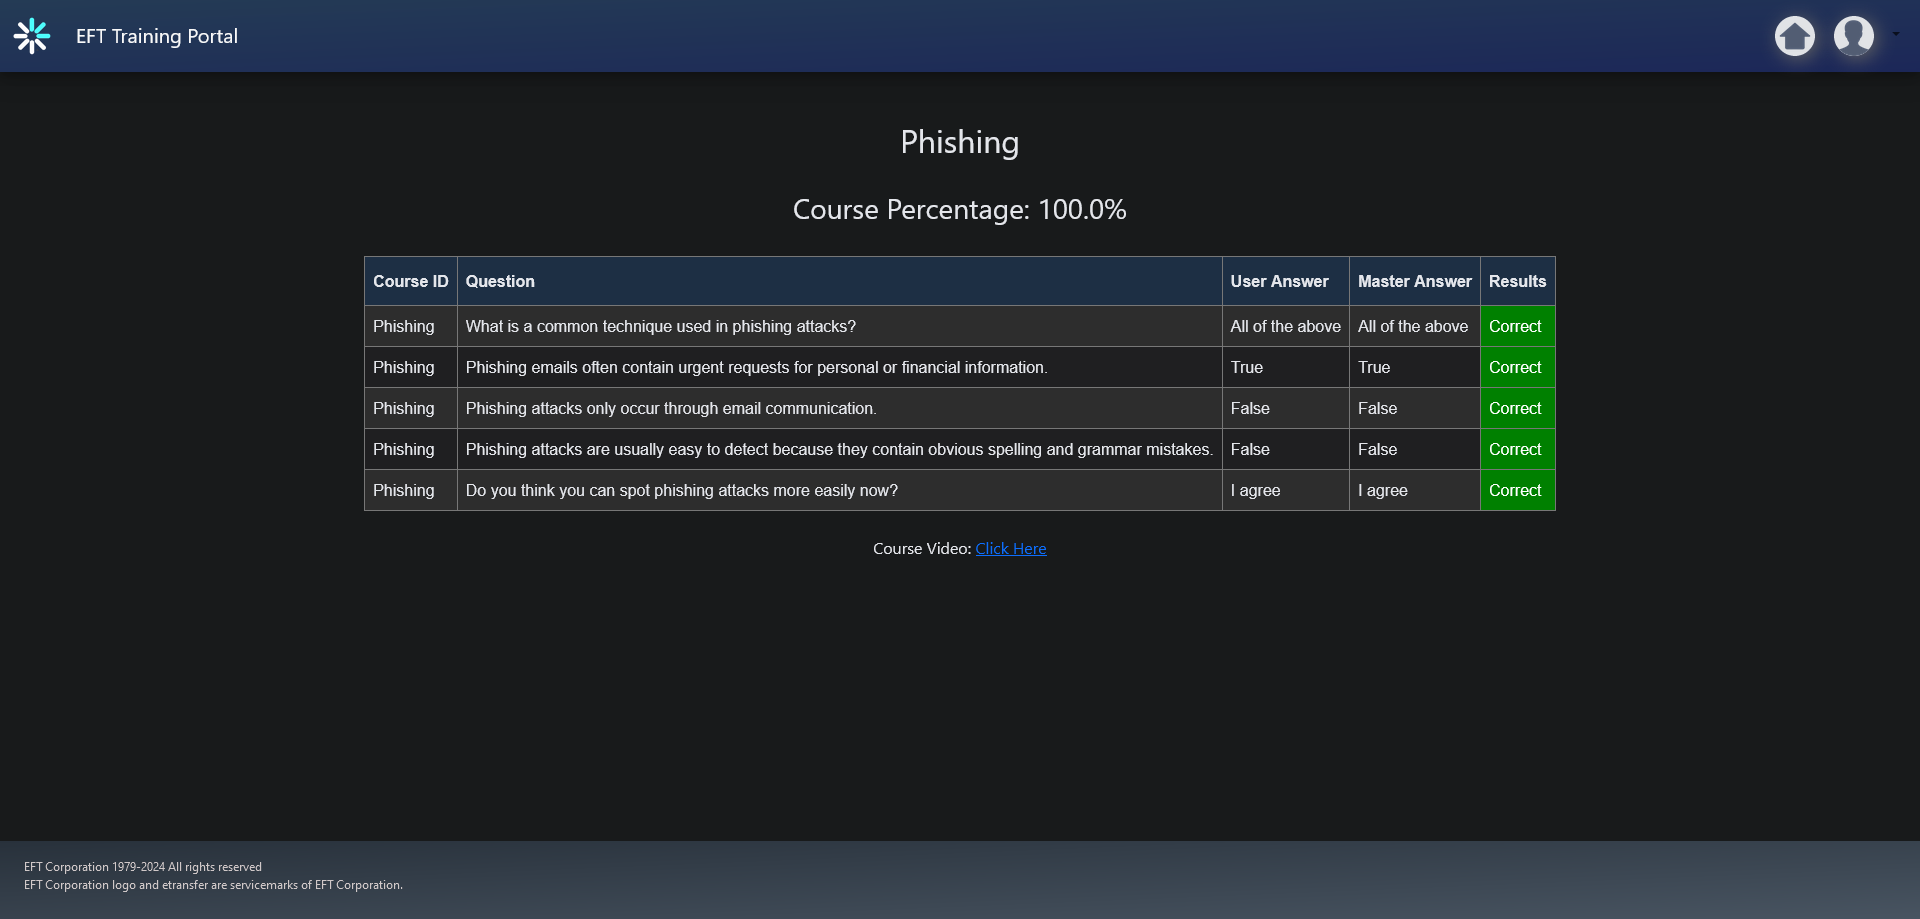 EFT Training Portal
Phishing
Course Percentage: 100.0%
Course ID Question User Answer Master Answer Results
Phishing What is a common technique used in phishing attacks? All of the above All of the above Correct
Phishing Phishing emails often contain urgent requests for personal or financial information. True True Correct
Phishing Phishing attacks only occur through email communication. False False Correct
Phishing Phishing attacks are usually easy to detect because they contain obvious spelling and grammar mistakes. False False Correct
Phishing Do you think you can spot phishing attacks more easily now? I agree I agree Correct
Course Video: Click Here
EFT Corporation 1979-2024 All rights reserved
EFT Corporation logo and etransfer are servicemarks of EFT Corporation.